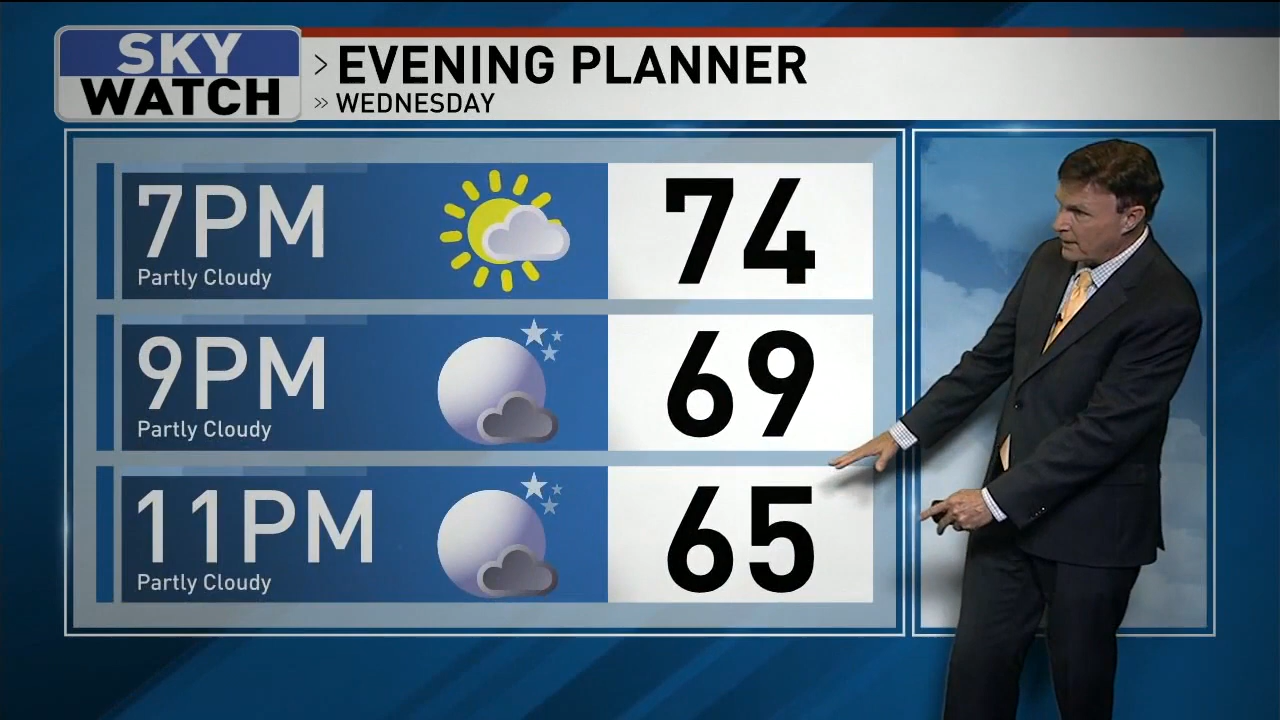 SKY
WATCH
> EVENING PLANNER
» WEDNESDAY
7PM
Partly Cloudy
74
9PM
Partly Cloudy
69
11PM
Partly Cloudy
65